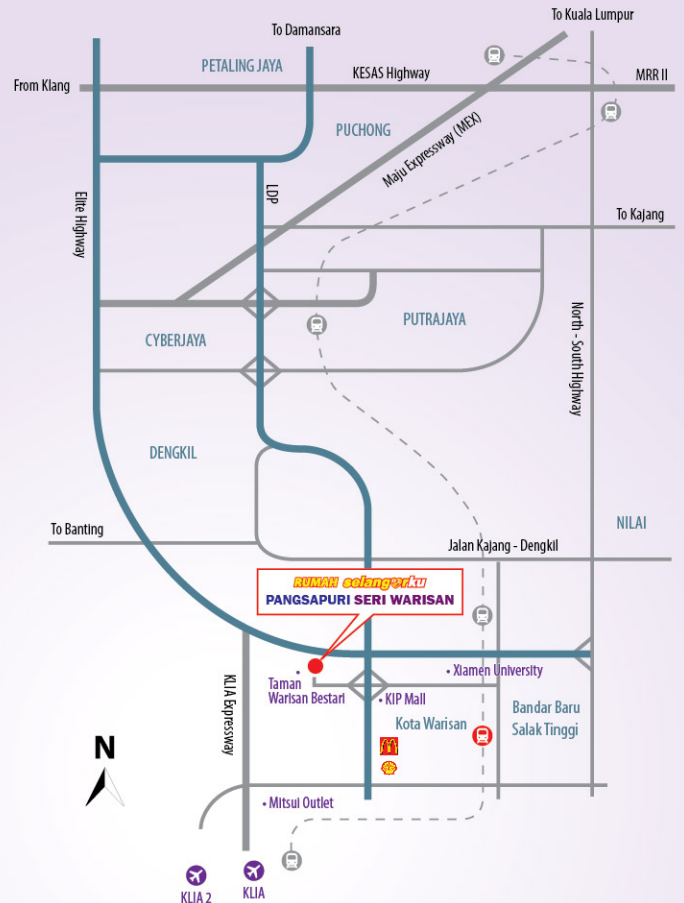 To Kuala Lumpur
To Damansara
PETALING JAYA
KESAS Highway
MRR II
From Klang
PUCHONG
Maju Expressway (MEX)
Elite Highway
LDP
To Kajang
North - South Highway
CYBERJAYA
PUTRAJAYA
DENGKIL
NILAI
To Banting
Jalan Kajang - Dengkil
RUMAH selangorku
PANGSAPURI SERI WARISAN
• Xiamen University
• Taman
Warisan Bestari
• KIP Mall
KLIA Expressway
Kota Warisan
Bandar Baru
Salak Tinggi
N
• Mitsui Outlet
KLIA 2
KLIA